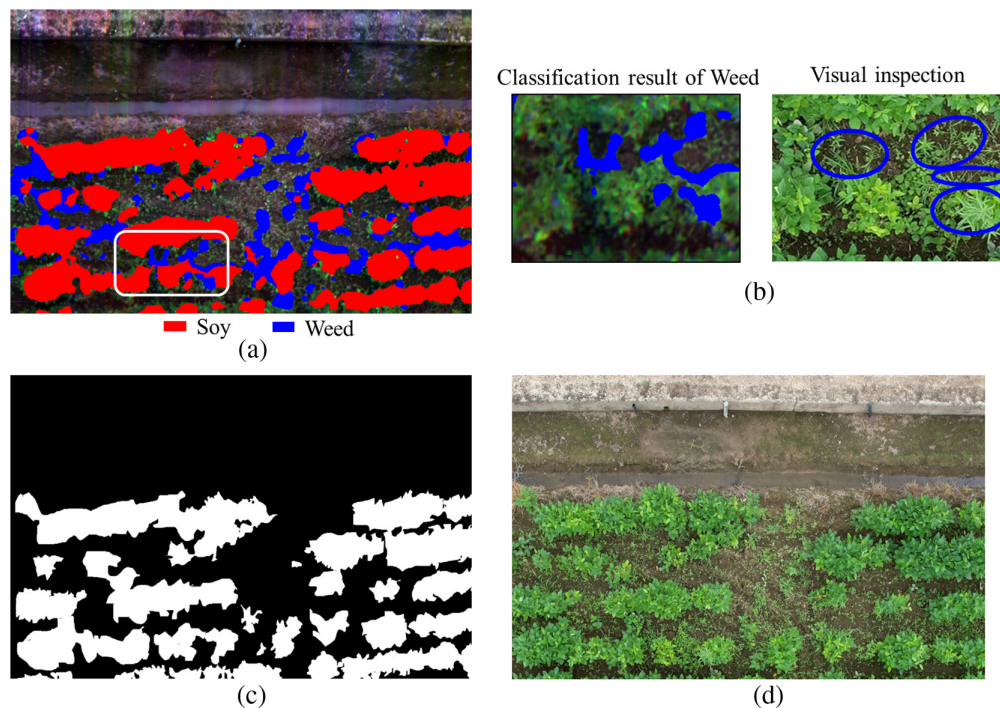 Classification result of Weed
Visual inspection
(b)
Soy
Weed
(a)
(c)
(d)